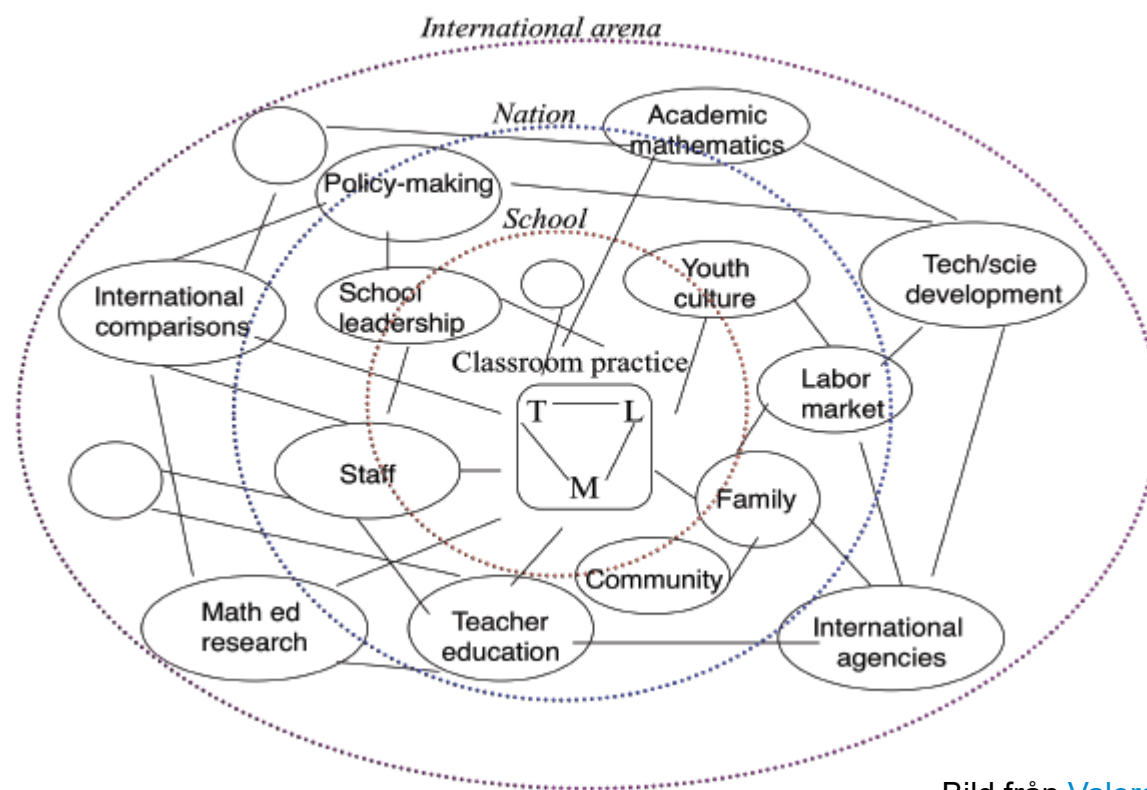 International arena
Nation
Academic
mathematics
Policy-making
School
Youth
culture
Tech/scie
development
International
comparisons
School
leadership
Classroom practice
Labor
market
T
L
M
Staff
Family
Community
Math ed
research
Teacher
education
International
agencies
Bild från